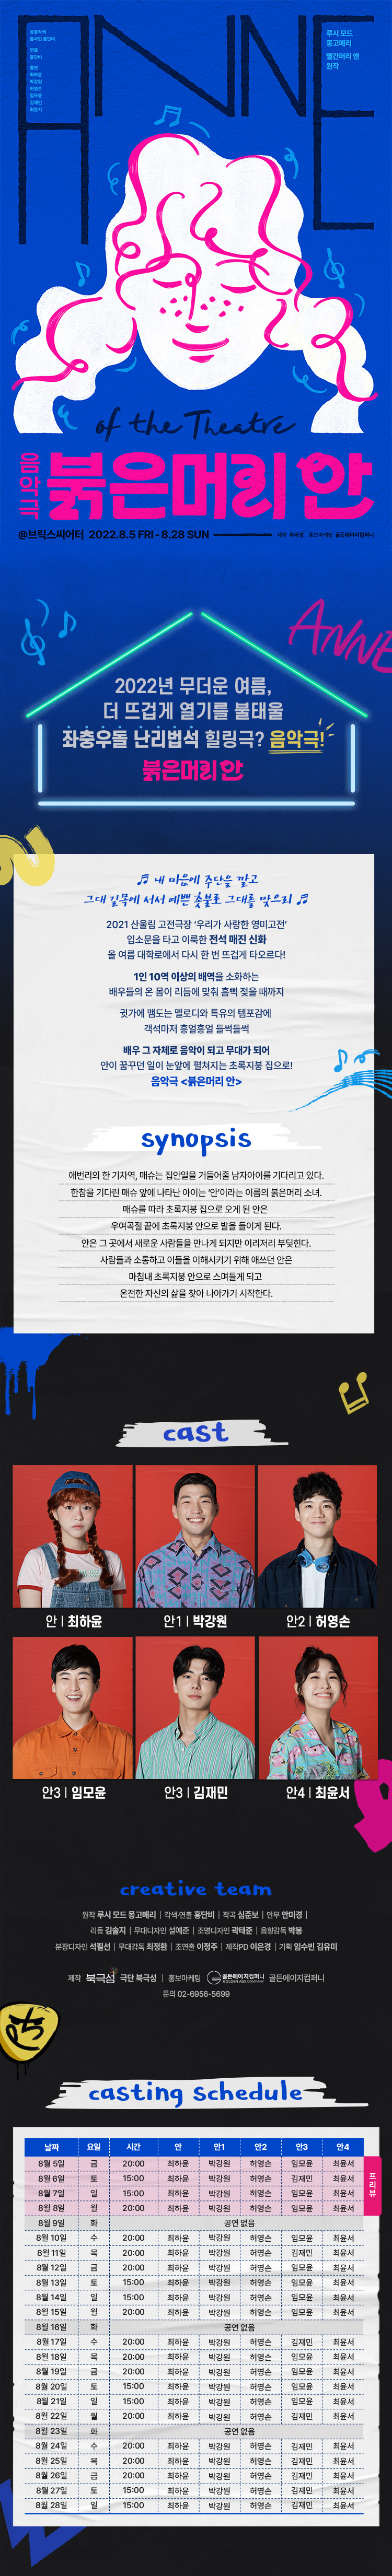 ANNE
공동각색
홍단비
연출
홍단비
출연
최하윤
박강원
허영손
임모윤
김재민
최윤서
루시 모드
몽고메리
빨간머리 앤
원작
of the Theatre
음악극 붉은머리 안
@브릭스씨어터 2022.8.5 FRI - 8.28 SUN 제작 북극성 홍보마케팅 골든에이지컴퍼니
ANNE
2022년 무더운 여름,
더 뜨겁게 열기를 불태울
좌충우돌 난리법석 힐링극? 음악극!
붉은머리 안
내 마음에 주단을 깔고
그대 길목에 서서 예쁜 촛불로 그대를 맞으리
2021 산울림 고전극장 '우리가 사랑한 영미고전'
입소문을 타고 이룩한 전석 매진 신화
올 여름 대학로에서 다시 한 번 뜨겁게 타오르다!
1인 10역 이상의 배역을 소화하는
배우들의 온 몸이 리듬에 맞춰 흠뻑 젖을 때까지
귓가에 맴도는 멜로디와 특유의 템포감에
객석마저 흥얼흥얼 들썩들썩
배우 그 자체로 음악이 되고 무대가 되어
안이 꿈꾸던 일이 눈앞에 펼쳐지는 초록지붕 집으로!
음악극 <붉은머리 안>
synopsis
애번리의 한 기차역, 매슈는 집안일을 거들어줄 남자아이를 기다리고 있다.
한참을 기다린 매슈 앞에 나타난 아이는 '안'이라는 이름의 붉은머리 소녀.
매슈를 따라 초록지붕 집으로 오게 된 안은
우여곡절 끝에 초록지붕 안으로 발을 들이게 된다.
안은 그 곳에서 새로운 사람들을 만나게 되지만 이리저리 부딪힌다.
사람들과 소통하고 이들을 이해시키기 위해 애쓰던 안은
마침내 초록지붕 안으로 스며들게 되고
온전한 자신의 삶을 찾아 나아가기 시작한다.
cast
안 | 최하윤 안1 | 박강원 안2 | 허영손
안3 | 임모윤 안3 | 김재민 안4 | 최윤서
creative team
원작 루시 모드 몽고메리 | 각색·연출 홍단비 | 작곡 심준보 | 안무 안미경 |
리듬 김솔지 | 무대디자인 설예준 | 조명디자인 곽태준 | 음향감독 박봉
분장디자인 석필선 | 무대감독 최정환 | 조연출 이정주 | 제작PD 이은경 | 기획 임수빈 김유미
제작 북극성 극단 북극성 | 홍보마케팅 골든에이지컴퍼니 GOLDEN AGE COMPANY 골든에이지컴퍼니
문의 02-6956-5699
casting schedule
날짜 요일 시간 안 안1 안2 안3 안4
8월 5일 금 20:00 최하윤 박강원 허영손 임모윤 최윤서
8월 6일 토 15:00 최하윤 박강원 허영손 김재민 최윤서
8월 7일 일 15:00 최하윤 박강원 허영손 임모윤 최윤서
8월 8일 월 20:00 최하윤 박강원 허영손 임모윤 최윤서
프리뷰
8월 9일 화 공연 없음
8월 10일 수 20:00 최하윤 박강원 허영손 임모윤 최윤서
8월 11일 목 20:00 최하윤 박강원 허영손 김재민 최윤서
8월 12일 금 20:00 최하윤 박강원 허영손 임모윤 최윤서
8월 13일 토 15:00 최하윤 박강원 허영손 임모윤 최윤서
8월 14일 일 15:00 최하윤 박강원 허영손 임모윤 최윤서
8월 15일 월 20:00 최하윤 박강원 허영손 임모윤 최윤서
8월 16일 화 공연 없음
8월 17일 수 20:00 최하윤 박강원 허영손 김재민 최윤서
8월 18일 목 20:00 최하윤 박강원 허영손 임모윤 최윤서
8월 19일 금 20:00 최하윤 박강원 허영손 임모윤 최윤서
8월 20일 토 15:00 최하윤 박강원 허영손 임모윤 최윤서
8월 21일 일 15:00 최하윤 박강원 허영손 임모윤 최윤서
8월 22일 월 20:00 최하윤 박강원 허영손 김재민 최윤서
8월 23일 화 공연 없음
8월 24일 수 20:00 최하윤 박강원 허영손 김재민 최윤서
8월 25일 목 20:00 최하윤 박강원 허영손 김재민 최윤서
8월 26일 금 20:00 최하윤 박강원 허영손 김재민 최윤서
8월 27일 토 15:00 최하윤 박강원 허영손 김재민 최윤서
8월 28일 일 15:00 최하윤 박강원 허영손 김재민 최윤서